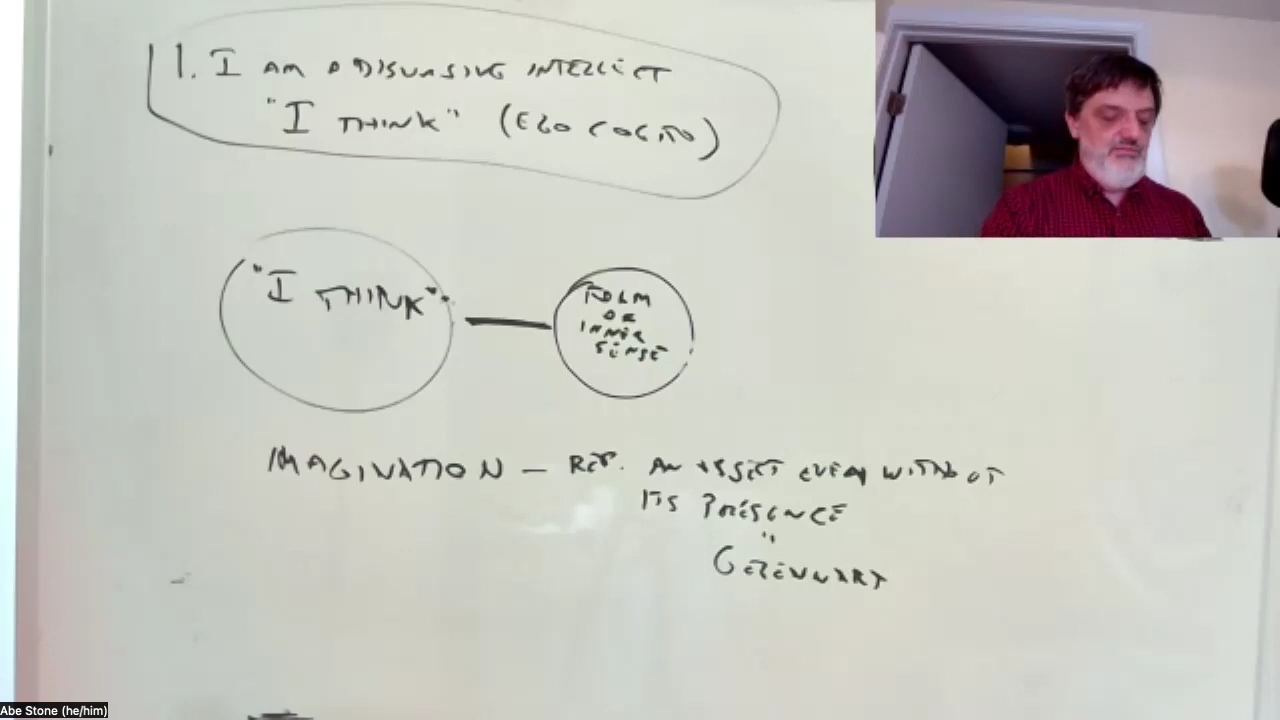 1. I AM A DISCURSIVE INTELLECT
"I THINK" (EGO COGITO)
"I THINK"
FORM
OF
INNER
SENSE
IMAGINATION – REP. AN OBJECT EVEN WITHOUT
ITS PRESENCE
"
GEGENWART
Abe Stone (he/him)